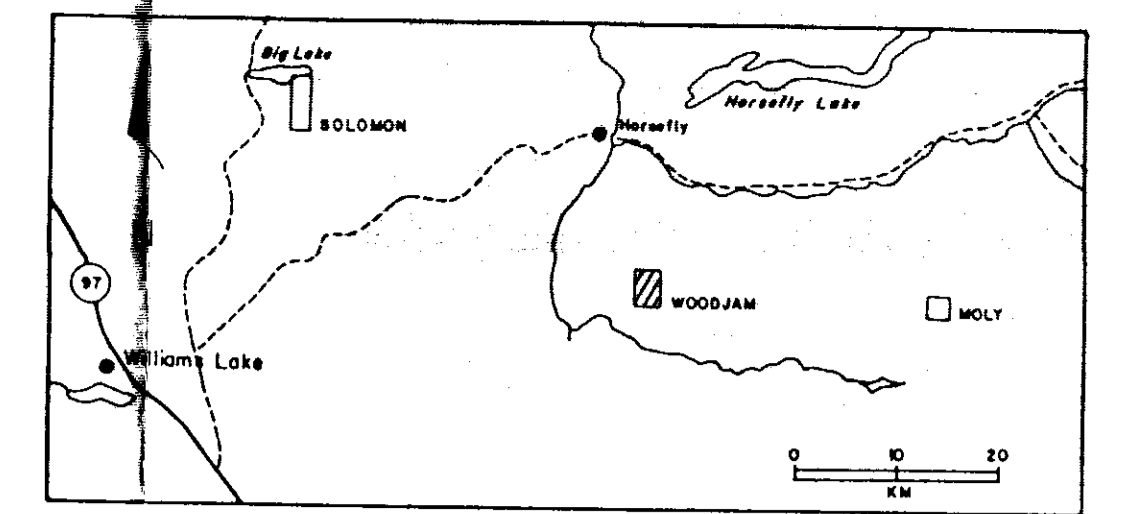 Big Lake
SOLOMON
Horsefly Lake
Horsefly
97
WOODJAM
MOLY
Williams Lake
0 10 20
KM